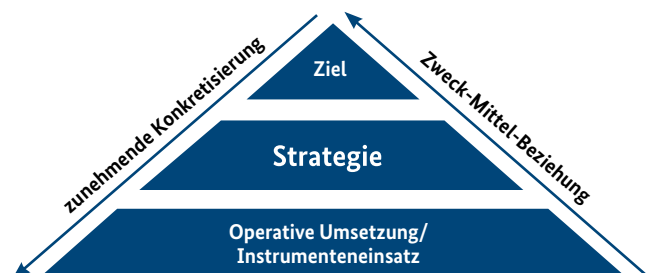 Ziel
zunehmende Konkretisierung
Zweck-Mittel-Beziehung
Strategie
Operative Umsetzung/
Instrumenteneinsatz